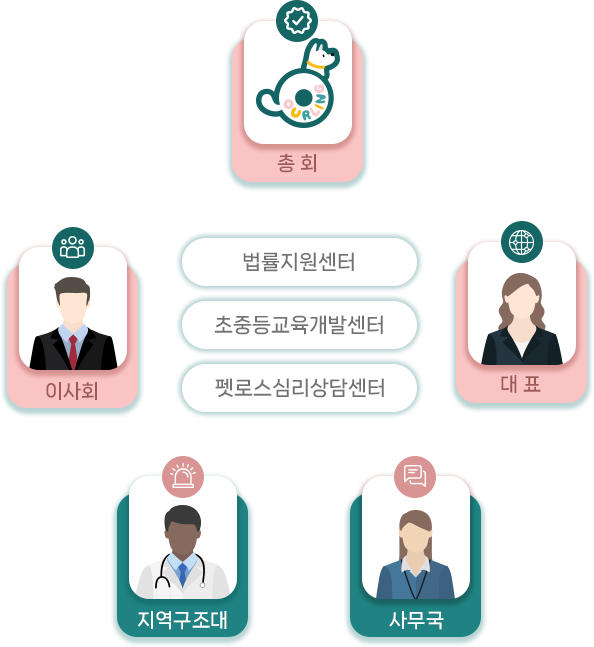 OURLING
총 회
법률지원센터
초중등교육개발센터
펫로스심리상담센터
이사회
대 표
지역구조대
사무국